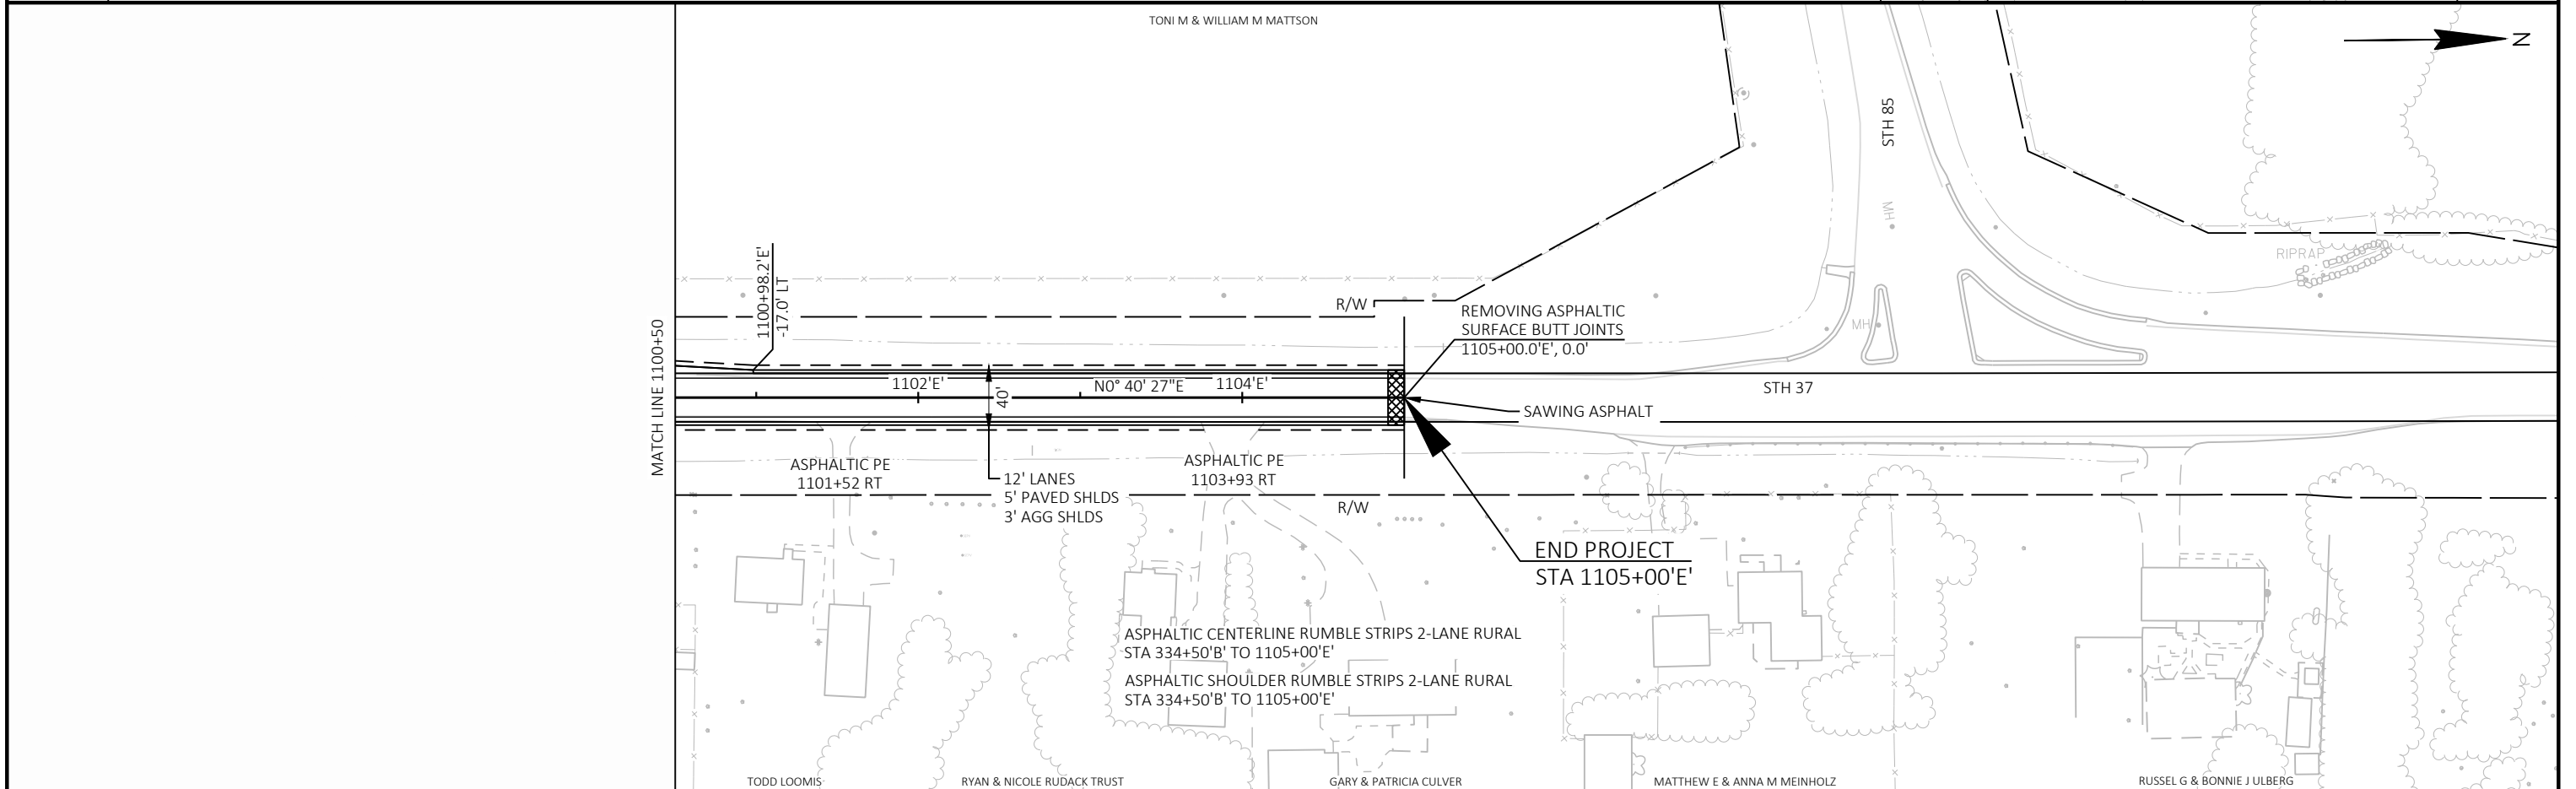 TONI M & WILLIAM M MATTSON
N
STH 85
MH
RIPRAP
1100+98.2'E'
-17.0' LT
R/W
REMOVING ASPHALTIC
SURFACE BUTT JOINTS
1105+00.0'E', 0.0'
MH
MATCH LINE 1100+50
1102'E'
40'
N0° 40' 27"E
1104'E'
STH 37
SAWING ASPHALT
ASPHALTIC PE
1101+52 RT
12' LANES
5' PAVED SHLDS
3' AGG SHLDS
ASPHALTIC PE
1103+93 RT
R/W
END PROJECT
STA 1105+00'E'
ASPHALTIC CENTERLINE RUMBLE STRIPS 2-LANE RURAL
STA 334+50'B' TO 1105+00'E'
ASPHALTIC SHOULDER RUMBLE STRIPS 2-LANE RURAL
STA 334+50'B' TO 1105+00'E'
TODD LOOMIS
RYAN & NICOLE RUDACK TRUST
GARY & PATRICIA CULVER
MATTHEW E & ANNA M MEINHOLZ
RUSSEL G & BONNIE J ULBERG